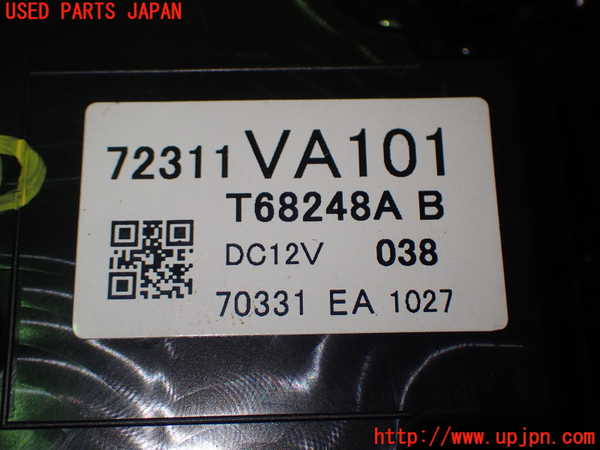 USED PARTS JAPAN
72311 VA101
T68248A B
DC12V 038
70331 EA 1027
http://www.upjpn.com/